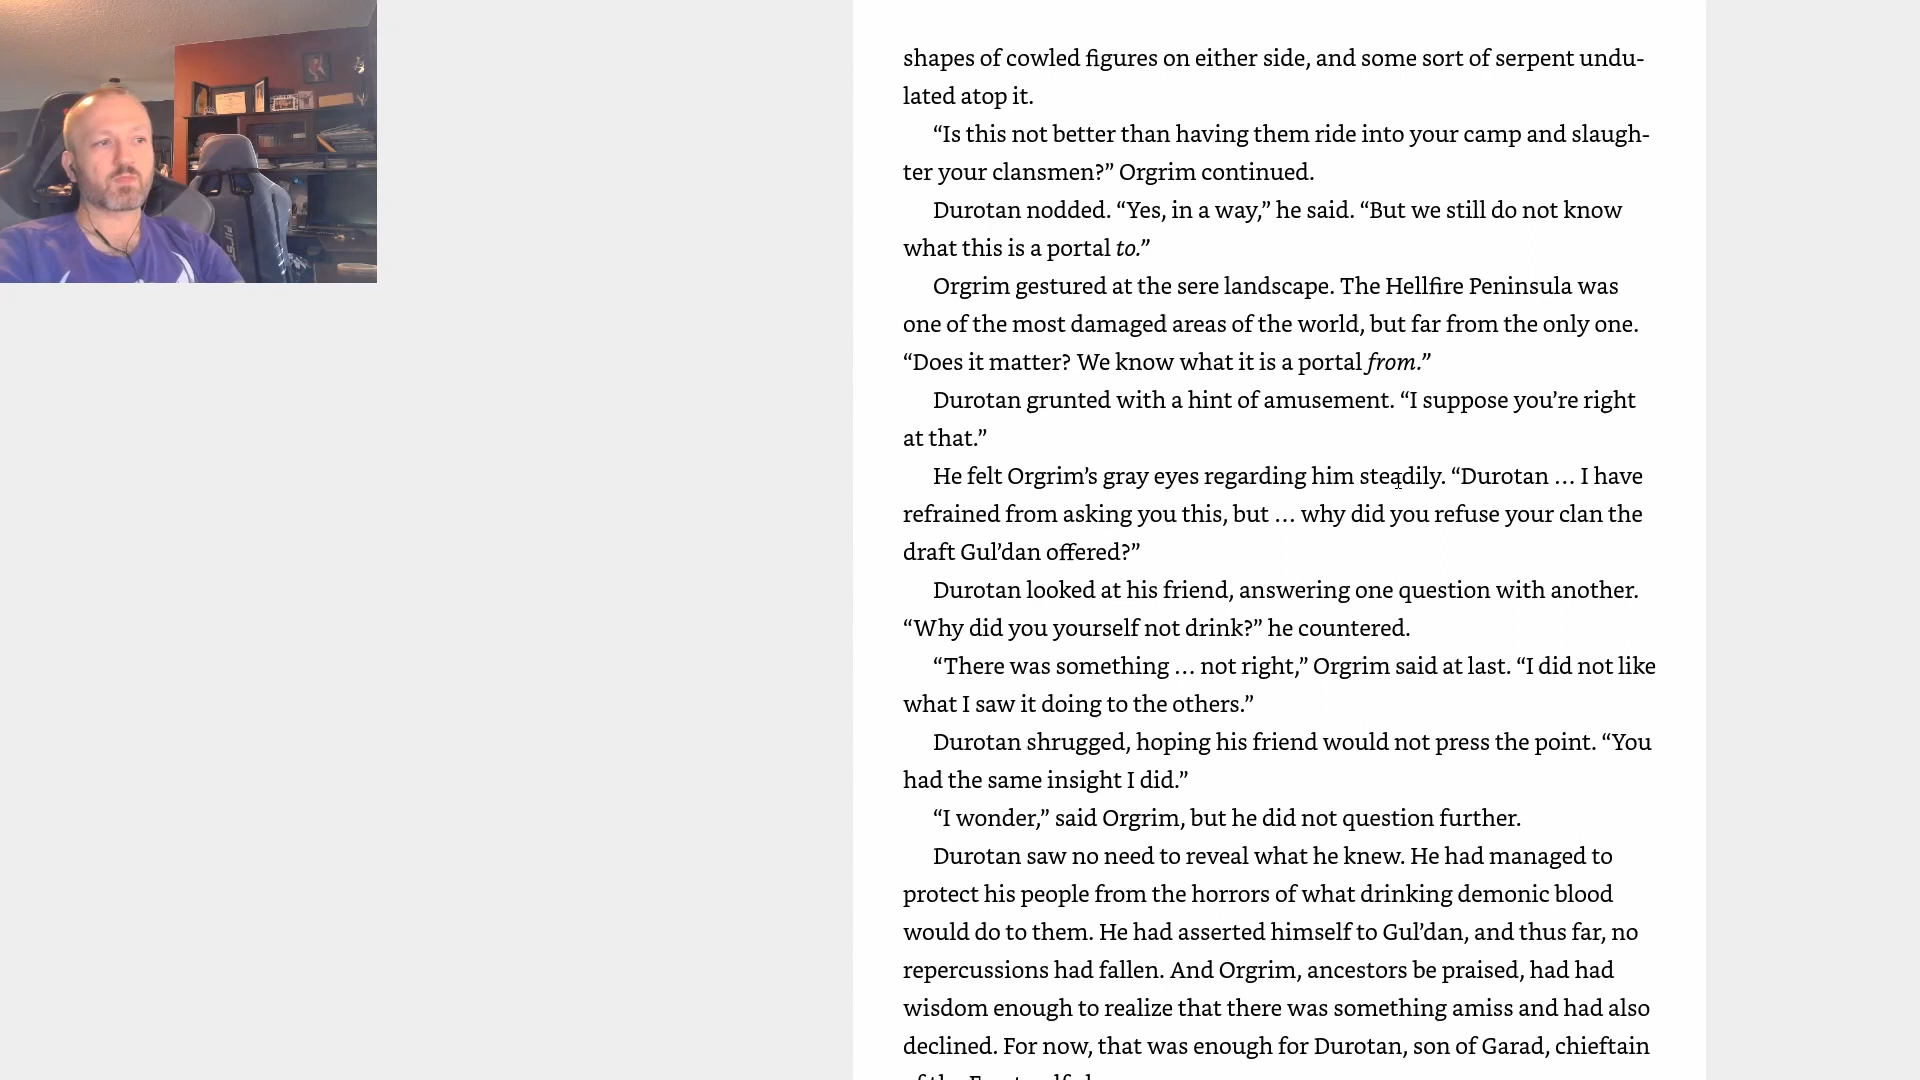 shapes of cowled figures on either side, and some sort of serpent undu-
lated atop it.
“Is this not better than having them ride into your camp and slaugh-
ter your clansmen?” Orgrim continued.
Durotan nodded. “Yes, in a way,” he said. “But we still do not know
what this is a portal to.”
Orgrim gestured at the sere landscape. The Hellfire Peninsula was
one of the most damaged areas of the world, but far from the only one.
“Does it matter? We know what it is a portal from.”
Durotan grunted with a hint of amusement. “I suppose you’re right
at that.”
He felt Orgrim’s gray eyes regarding him steadily. “Durotan … I have
refrained from asking you this, but … why did you refuse your clan the
draft Gul’dan offered?”
Durotan looked at his friend, answering one question with another.
“Why did you yourself not drink?” he countered.
“There was something … not right,” Orgrim said at last. “I did not like
what I saw it doing to the others.”
Durotan shrugged, hoping his friend would not press the point. “You
had the same insight I did.”
“I wonder,” said Orgrim, but he did not question further.
Durotan saw no need to reveal what he knew. He had managed to
protect his people from the horrors of what drinking demonic blood
would do to them. He had asserted himself to Gul’dan, and thus far, no
repercussions had fallen. And Orgrim, ancestors be praised, had had
wisdom enough to realize that there was something amiss and had also
declined. For now, that was enough for Durotan, son of Garad, chieftain